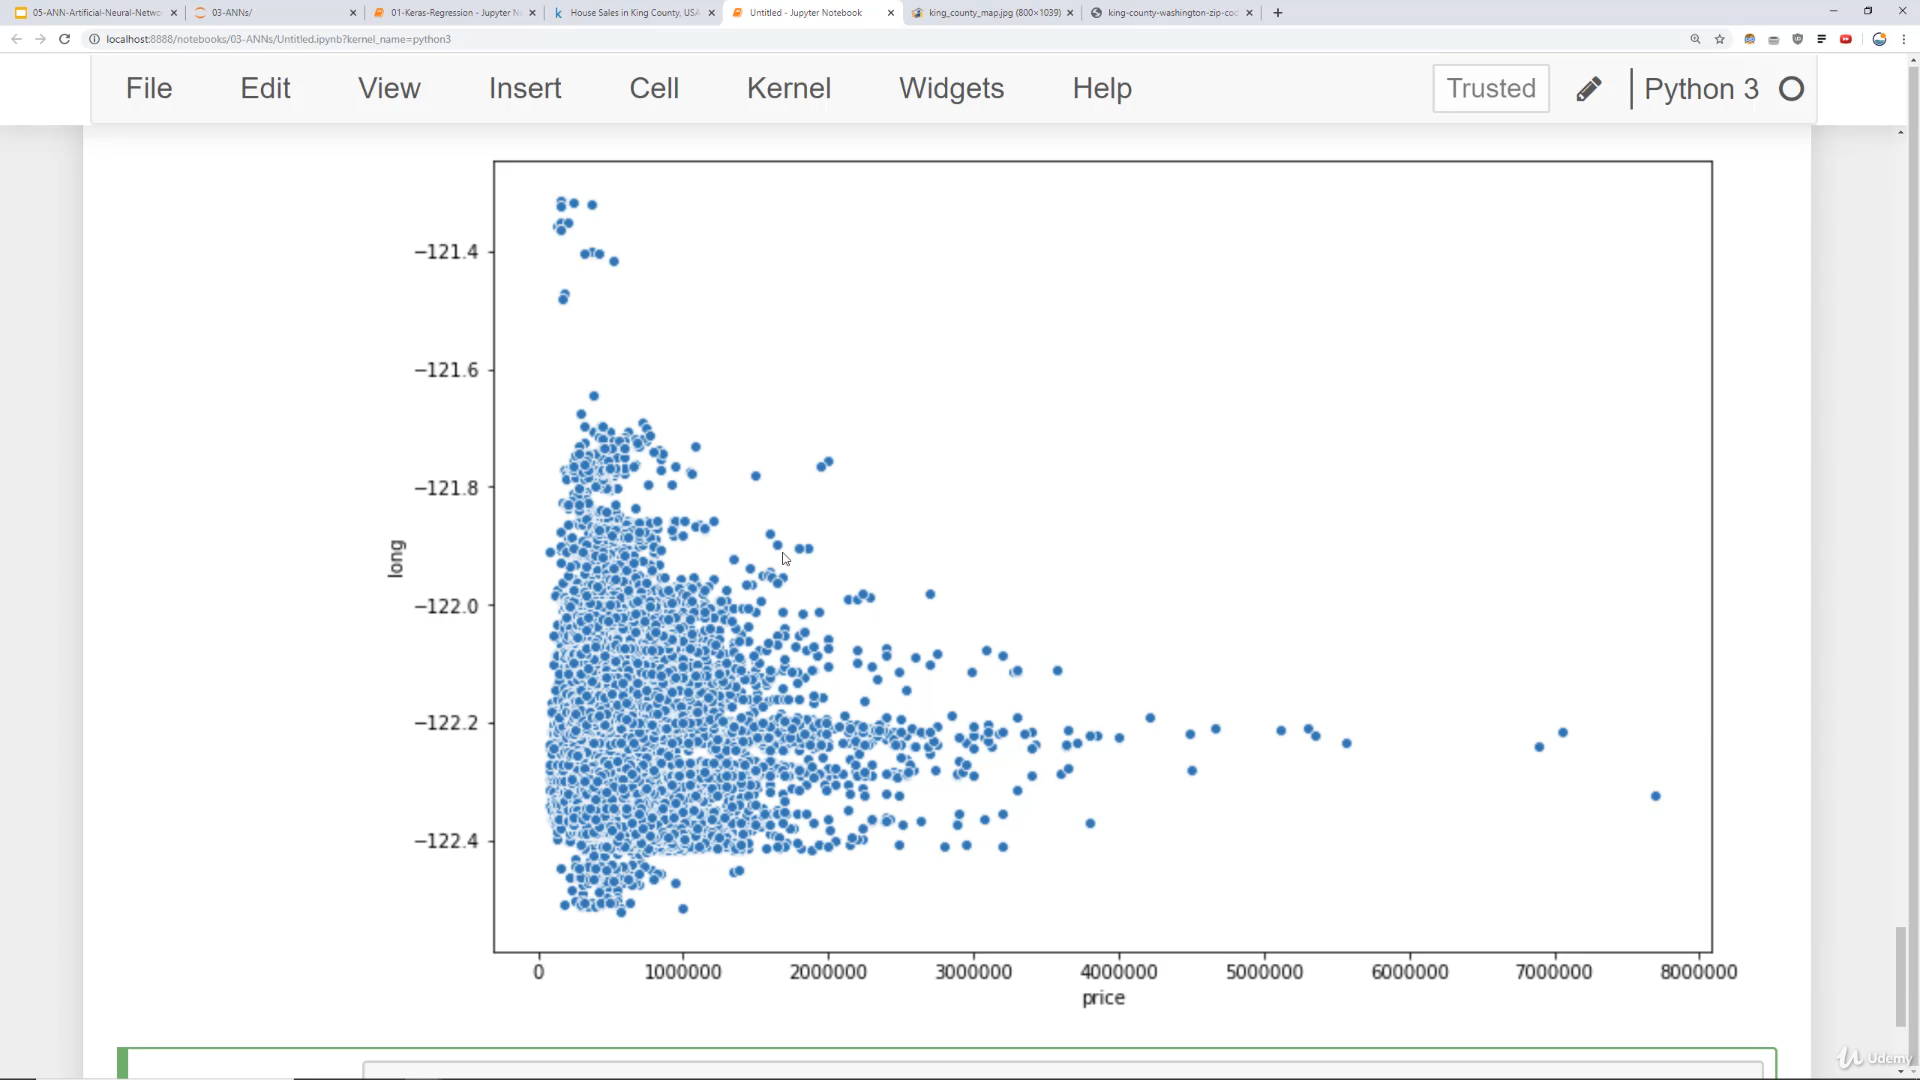 05-ANN-Artificial-Neural-Netwo
03-ANNs/
01-Keras-Regression - Jupyter N
House Sales in King County, USA
Untitled - Jupyter Notebook
king_county_map.jpg (800×1039)
king-county-washington-zip-cod
localhost:8888/notebooks/03-ANNs/Untitled.ipynb?kernel_name=python3
File Edit View Insert Cell Kernel Widgets Help Trusted Python 3
−121.4
−121.6
−121.8
−122.0
−122.2
−122.4
long
0 1000000 2000000 3000000 4000000 5000000 6000000 7000000 8000000
price
Udemy